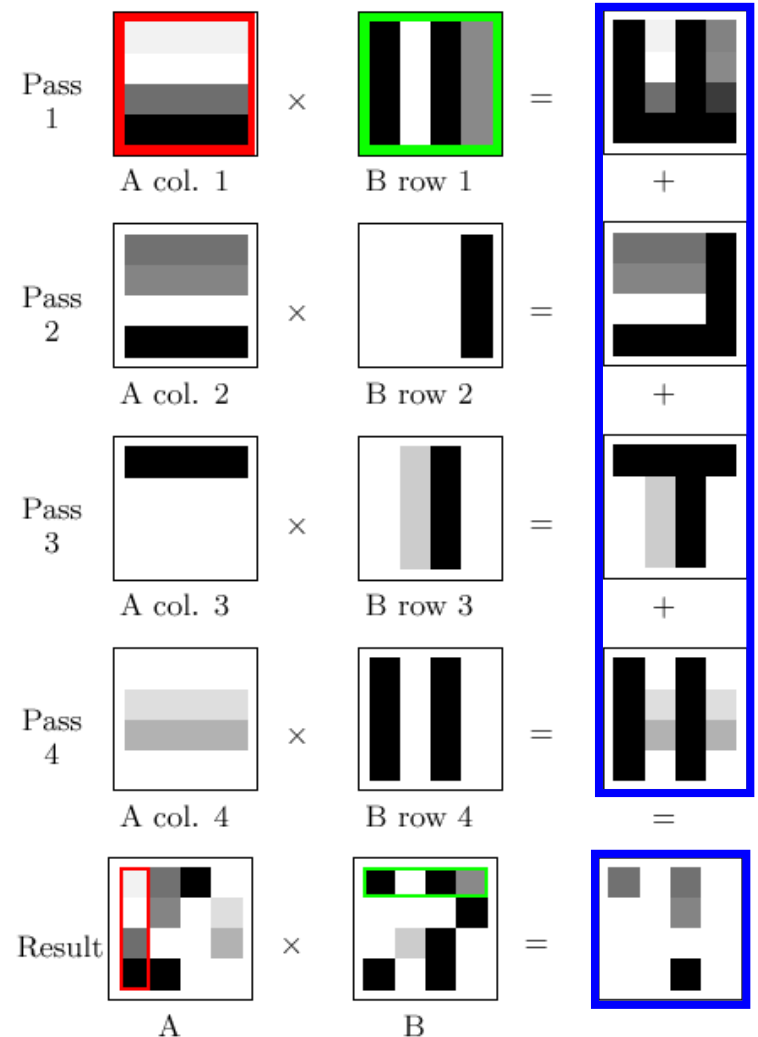 Pass
1
×
=
A col. 1
B row 1
+
Pass
2
×
=
A col. 2
B row 2
+
Pass
3
×
=
A col. 3
B row 3
+
Pass
4
×
=
A col. 4
B row 4
=
Result
×
=
A
B